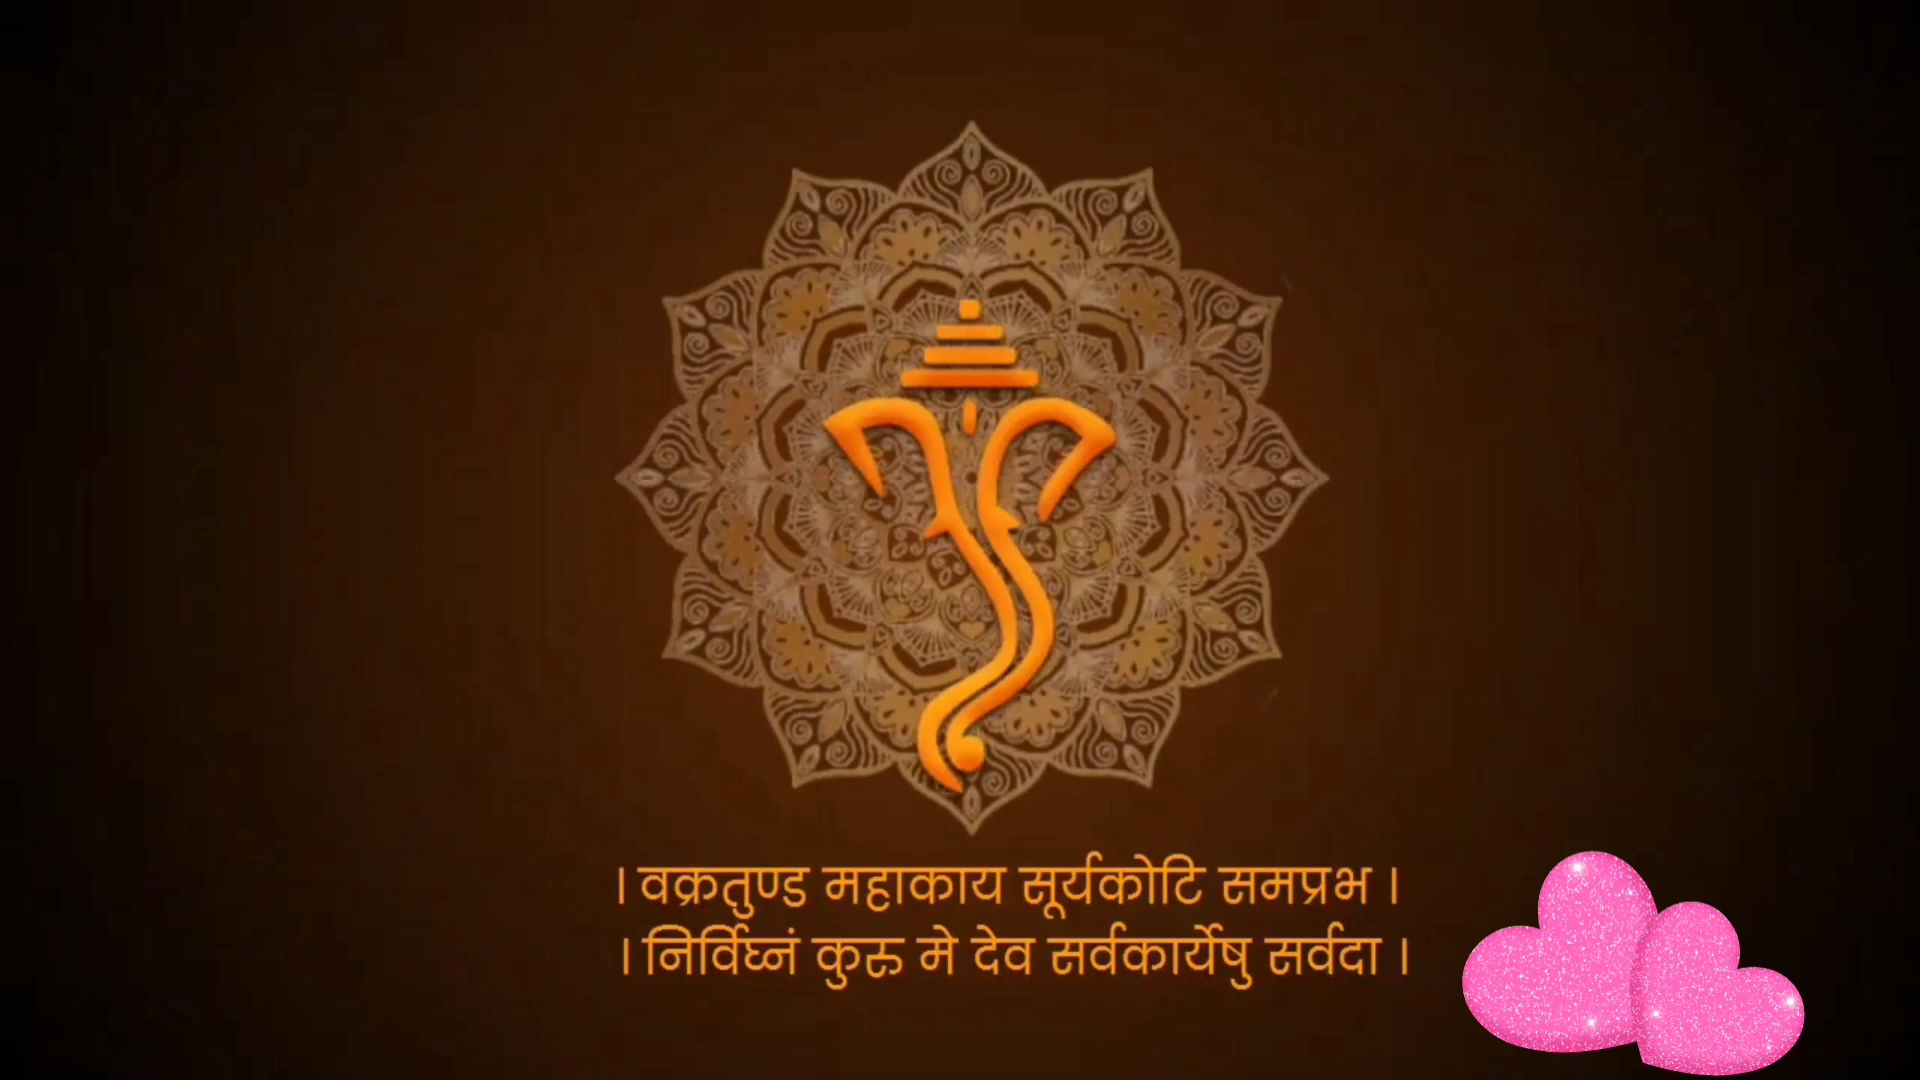 । वक्रतुण्ड महाकाय सूर्यकोटि समप्रभ ।
। निर्विघ्नं कुरु मे देव सर्वकार्येषु सर्वदा ।